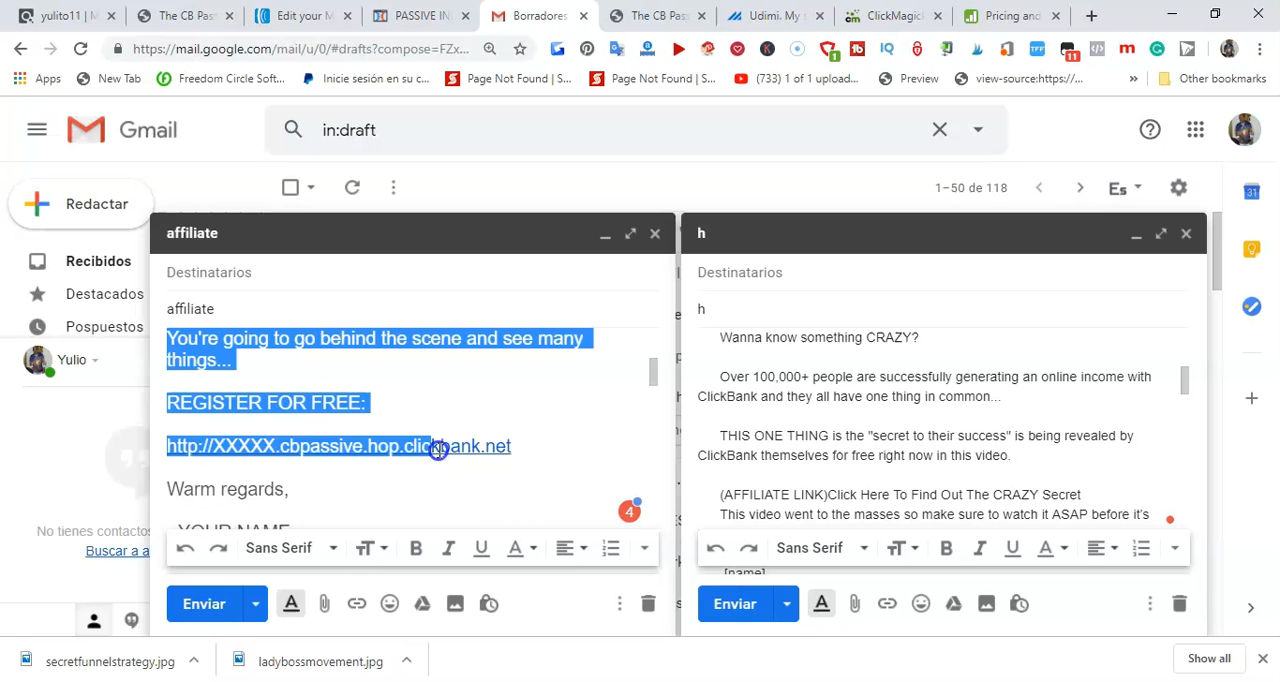 yulito11 | M
The CB Pas
Edit your M
PASSIVE IN
Borradores
The CB Pas
Udimi. My s
ClickMagick
Pricing and
https://mail.google.com/mail/u/0/#drafts?compose=FZx...
Apps
New Tab
Freedom Circle Soft...
Inicie sesión en su c...
Page Not Found | S...
Page Not Found | S...
(733) 1 of 1 upload...
Preview
view-source:https://...
»
Other bookmarks
Gmail
in:draft
Redactar
1–50 de 118
Es
Recibidos
Destacados
Pospuestos
Yulio
No tienes contactos
Buscar a a
affiliate
Destinatarios
affiliate
You're going to go behind the scene and see many
things...
REGISTER FOR FREE:
http://XXXXX.cbpassive.hop.clickbank.net
Warm regards,
YOUR NAME
4
Sans Serif
Enviar
h
Destinatarios
h
Wanna know something CRAZY?
Over 100,000+ people are successfully generating an online income with
ClickBank and they all have one thing in common...
THIS ONE THING is the "secret to their success" is being revealed by
ClickBank themselves for free right now in this video.
(AFFILIATE LINK)Click Here To Find Out The CRAZY Secret
This video went to the masses so make sure to watch it ASAP before it's
[name]
Sans Serif
Enviar
secretfunnelstrategy.jpg
ladybossmovement.jpg
Show all